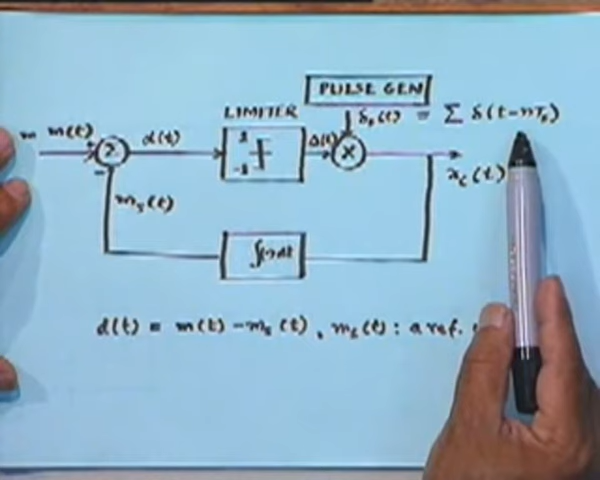 PULSE GEN
LIMITER δs(t) = Σ δ(t-nTs)
m m(t) + Σ d(t) 1 -1 Δ(t) X
- xc(t)
ms(t)
∫(·)dt
d(t) = m(t) - ms(t), ms(t) : a ref.